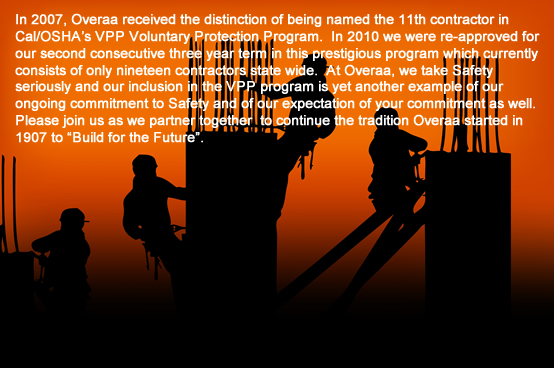 In 2007, Overaa received the distinction of being named the 11th contractor in
Cal/OSHA's VPP Voluntary Protection Program.  In 2010 we were re-approved for
our second consecutive three year term in this prestigious program which currently
consists of only nineteen contractors state wide.  At Overaa, we take Safety
seriously and our inclusion in the VPP program is yet another example of our
ongoing commitment to Safety and of our expectation of your commitment as well.
Please join us as we partner together  to continue the tradition Overaa started in
1907 to “Build for the Future”.